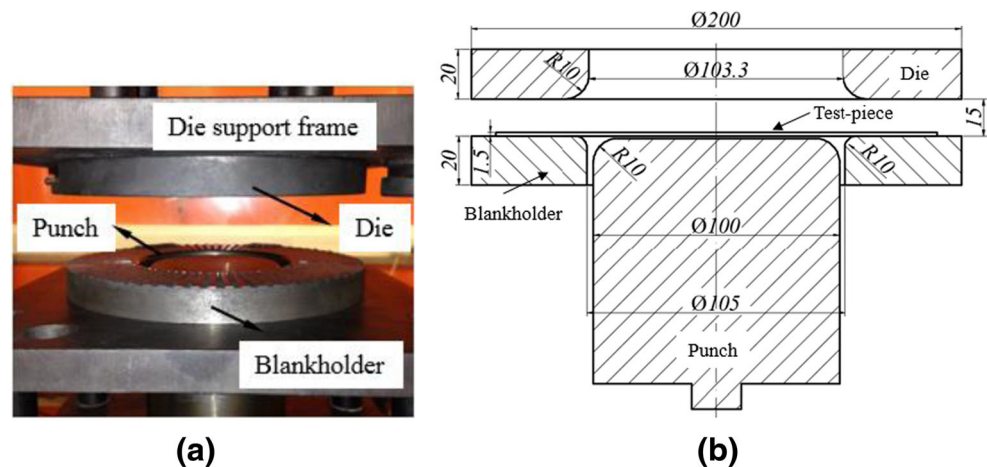 Die support frame
Punch
Die
Blankholder
(a)
Ø200
20
R10
Ø103.3
Die
Test-piece
15
20
1.5
R10
R10
Blankholder
Ø100
Ø105
Punch
(b)